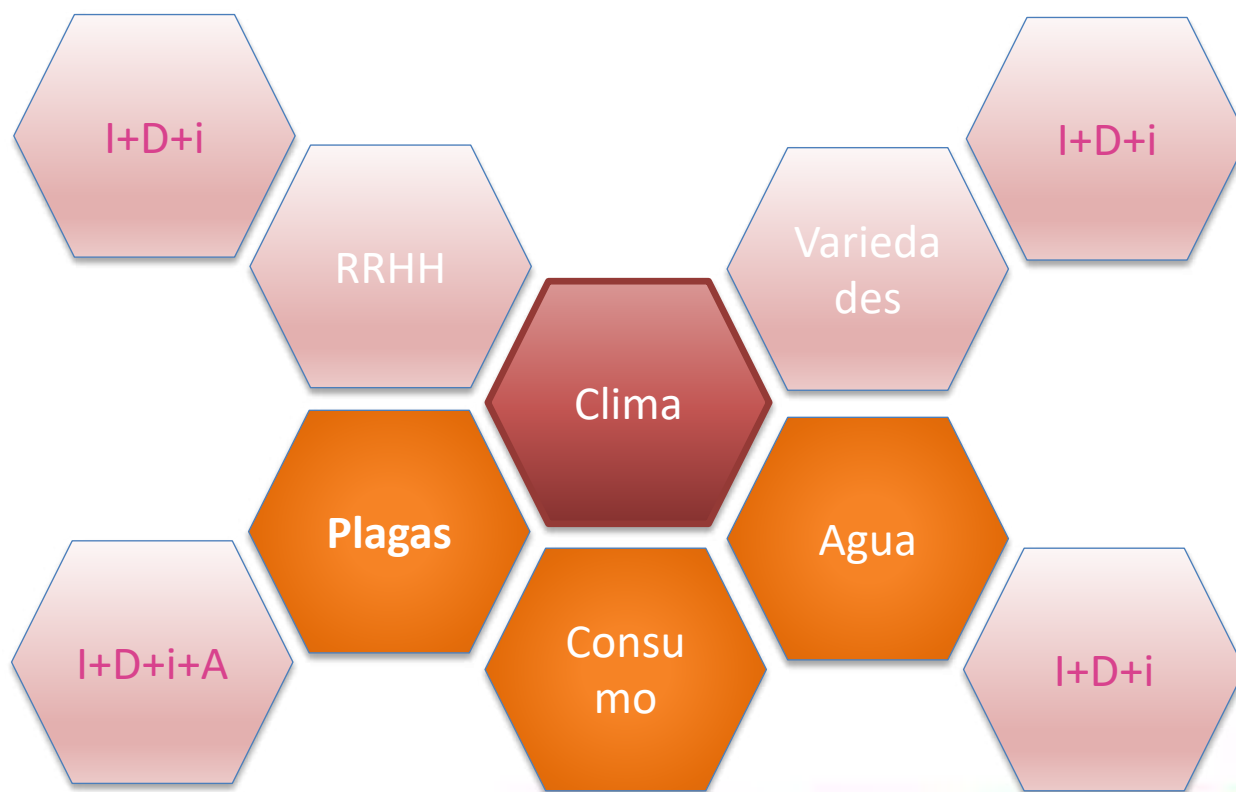 I+D+i
I+D+i
RRHH
Varieda
des
Clima
Plagas
Agua
Consu
mo
I+D+i+A
I+D+i